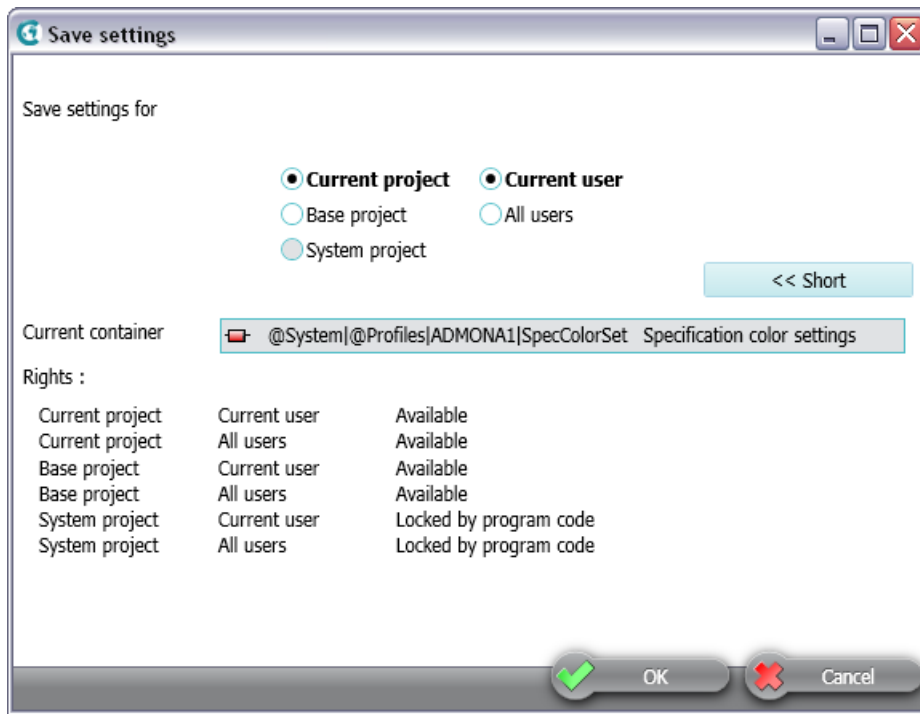 Save settings
Save settings for
Current project Current user
Base project All users
System project
<< Short
Current container @System|@Profiles|ADMONA1|SpecColorSet Specification color settings
Rights :
Current project Current user Available
Current project All users Available
Base project Current user Available
Base project All users Available
System project Current user Locked by program code
System project All users Locked by program code
OK Cancel